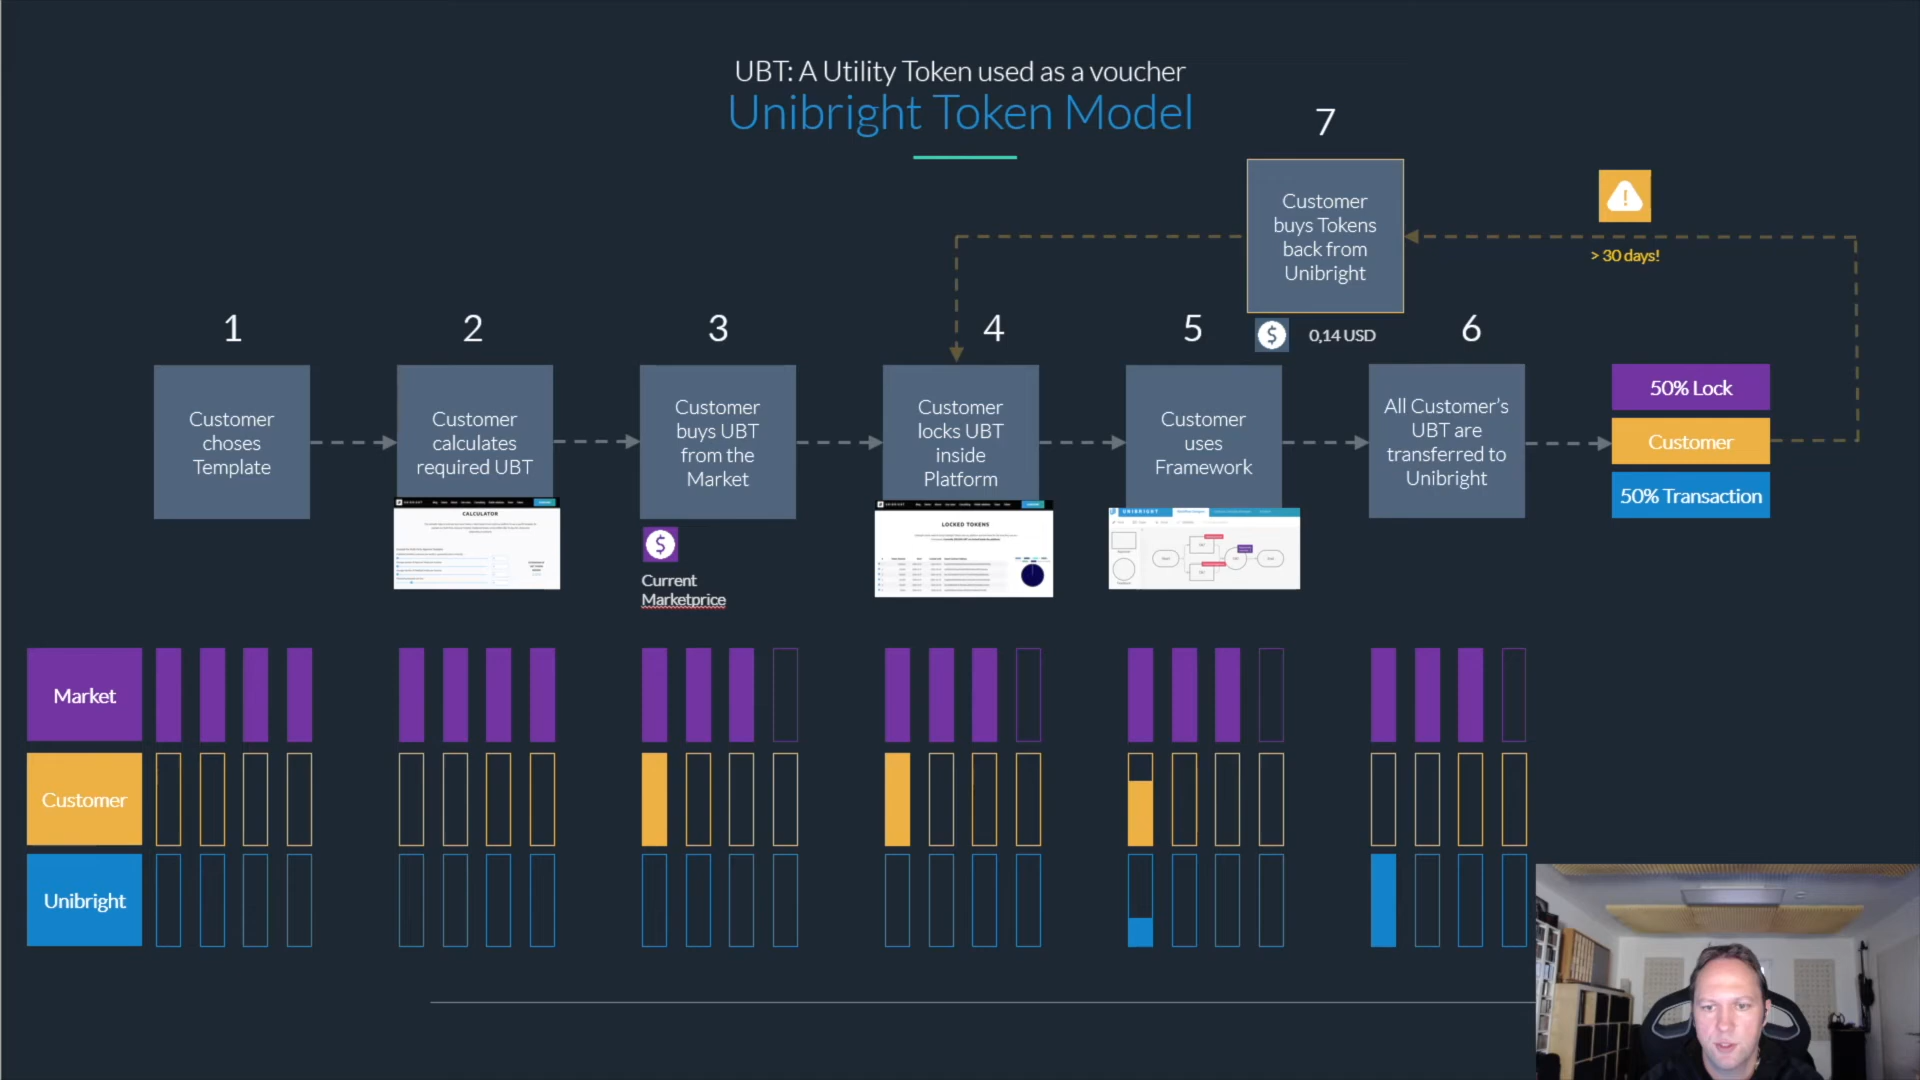 UBT: A Utility Token used as a voucher
Unibright Token Model
7
Customer
buys Tokens
back from
Unibright
> 30 days!
0,14 USD
1
2
3
4
5
6
Customer
choses
Template
Customer
calculates
required UBT
Customer
buys UBT
from the
Market
Customer
locks UBT
inside
Platform
Customer
uses
Framework
All Customer's
UBT are
transferred to
Unibright
50% Lock
Customer
50% Transaction
CALCULATOR
Current
Marketprice
LOCKED TOKENS
UNIBRIGHT
Market
Customer
Unibright